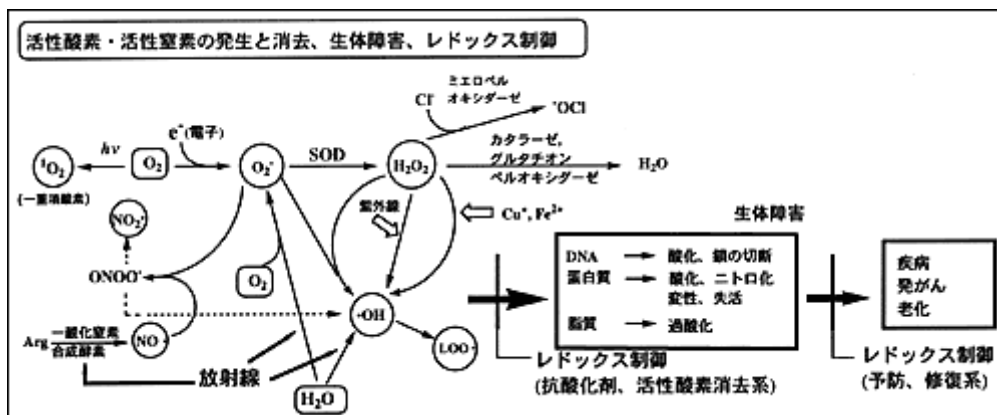 活性酸素・活性窒素の発生と消去、生体障害、レドックス制御
ミエロペル
オキシダーゼ
Cl⁻
⁻OCl
e⁻(電子)
hν
¹O₂
O₂
O₂⁻
SOD
H₂O₂
カタラーゼ,
グルタチオン
ペルオキシダーゼ
H₂O
(一重項酸素)
紫外線
Cu⁺, Fe²⁺
NO₂
ONOO⁻
O₂
生体障害
DNA → 酸化、鎖の切断
蛋白質 → 酸化、ニトロ化
変性、失活
脂質 → 過酸化
疾病
発がん
老化
・OH
Arg
一酸化窒素
合成酵素
NO
LOO
放射線
H₂O
レドックス制御
(抗酸化剤、活性酸素消去系)
レドックス制御
(予防、修復系)